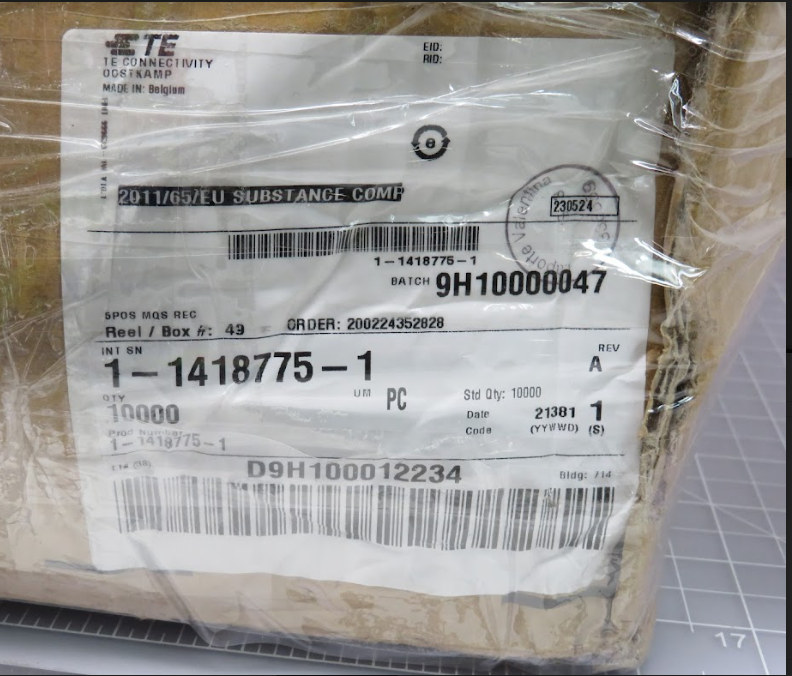 TE
TE CONNECTIVITY
OOSTKAMP
MADE IN: Belgium
EID:
RID:
2011/65/EU SUBSTANCE COMP
230524
Valentina
1-1418775-1
BATCH 9H10000047
5POS MQS REC
Reel / Box #: 49 ORDER: 200224352828
INT SN
REV
1-1418775-1
A
QTY
UM PC
Std Qty: 10000
10000
Date 21381 1
Code (YYWWD) (S)
Prod Number
1-1418775-1
D9H100012234
Bldg: 714
17